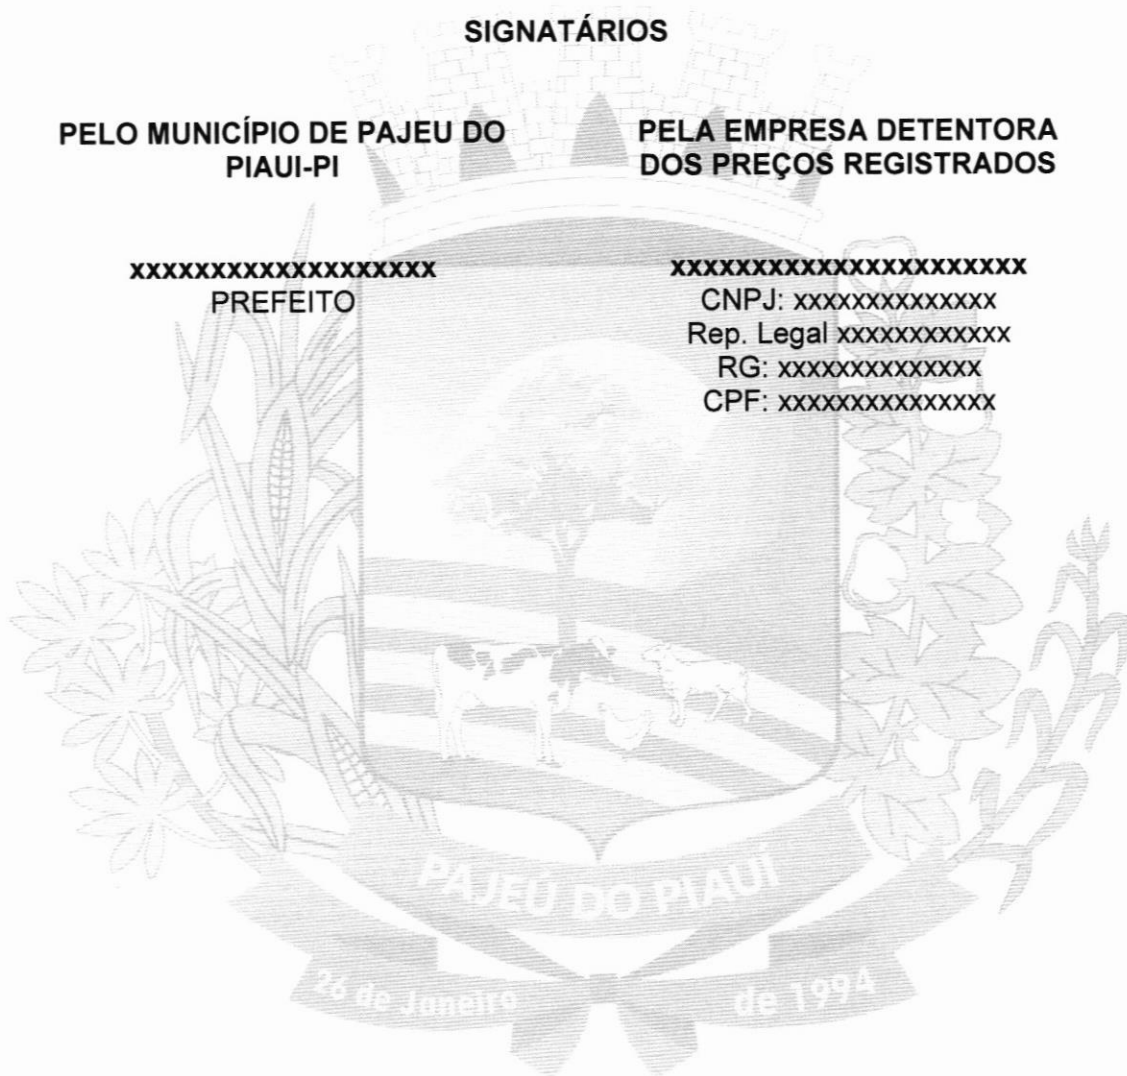 SIGNATÁRIOS
PELO MUNICÍPIO DE PAJEU DO
PIAUI-PI
xxxxxxxxxxxxxxxxxxx
PREFEITO
PELA EMPRESA DETENTORA
DOS PREÇOS REGISTRADOS
xxxxxxxxxxxxxxxxxxxxxx
CNPJ: xxxxxxxxxxxxxx
Rep. Legal xxxxxxxxxxxx
RG: xxxxxxxxxxxxxx
CPF: xxxxxxxxxxxxxxx
PAJEÚ DO PIAUÍ
26 de Janeiro de 1994